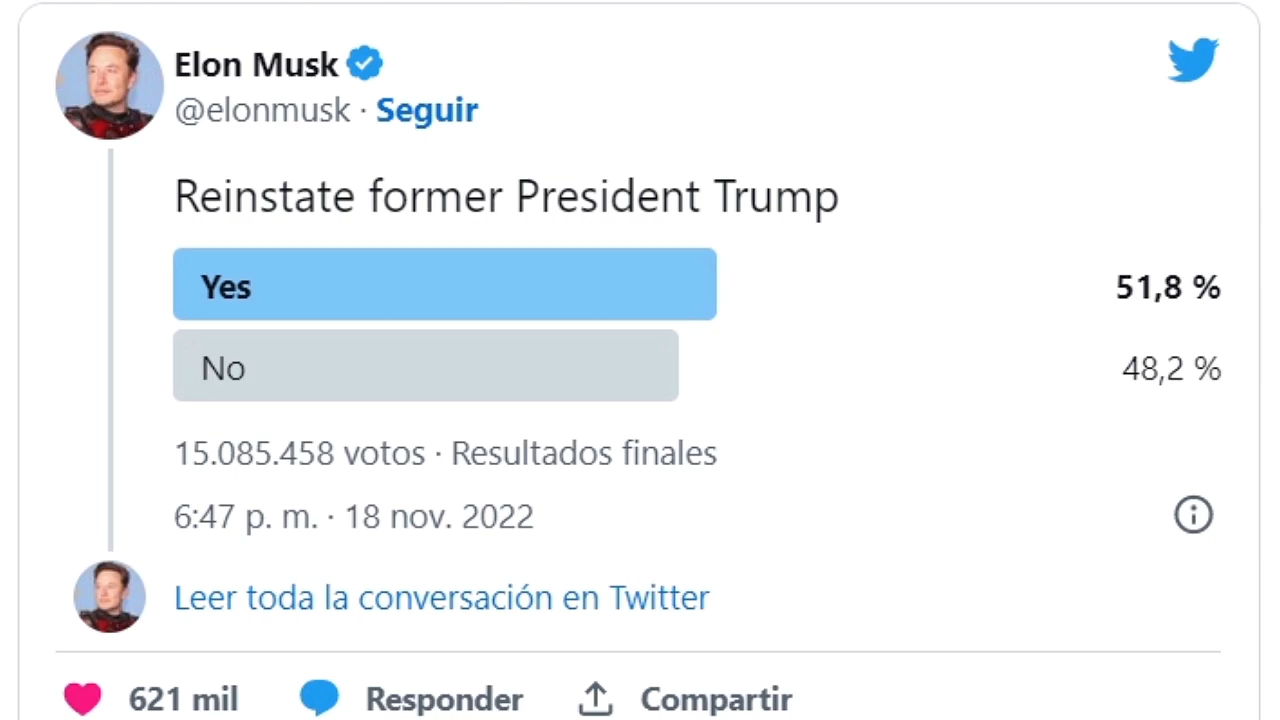 Elon Musk
@elonmusk · Seguir
Reinstate former President Trump
Yes 51,8 %
No 48,2 %
15.085.458 votos · Resultados finales
6:47 p. m. · 18 nov. 2022
Leer toda la conversación en Twitter
621 mil Responder Compartir